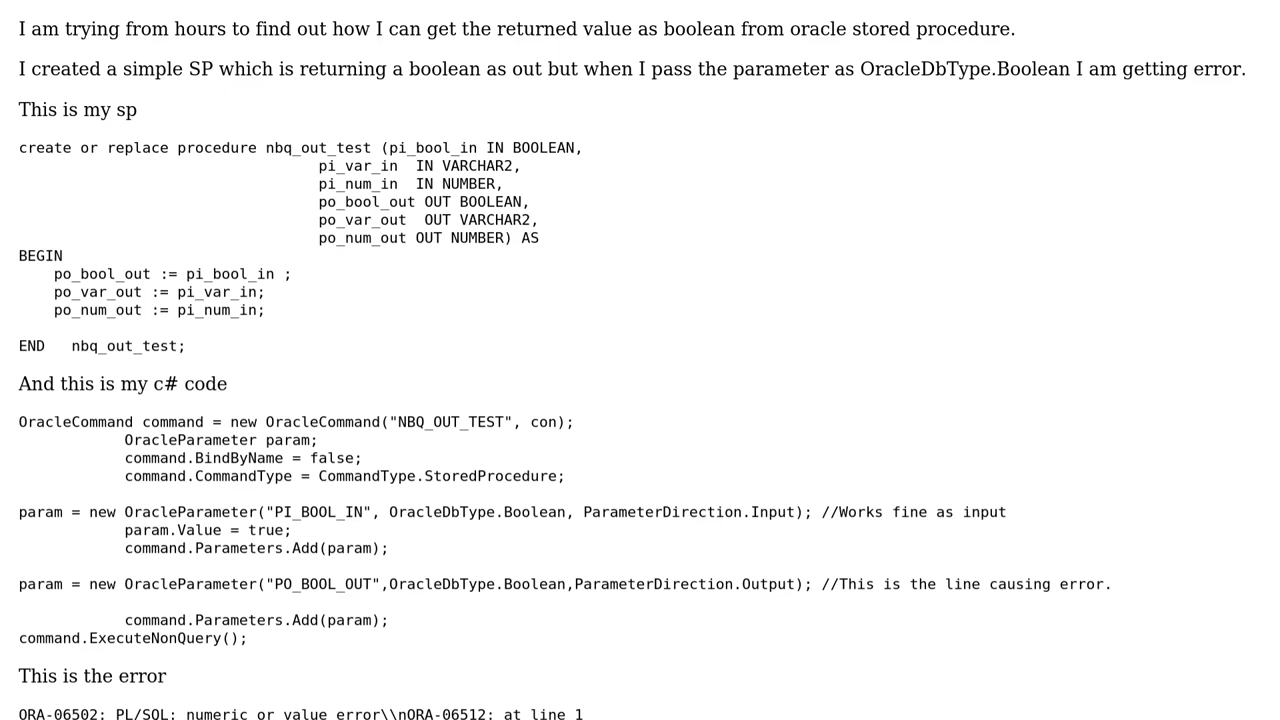 I am trying from hours to find out how I can get the returned value as boolean from oracle stored procedure.
I created a simple SP which is returning a boolean as out but when I pass the parameter as OracleDbType.Boolean I am getting error.
This is my sp
create or replace procedure nbq_out_test (pi_bool_in IN BOOLEAN,
                                  pi_var_in  IN VARCHAR2,
                                  pi_num_in  IN NUMBER,
                                  po_bool_out OUT BOOLEAN,
                                  po_var_out  OUT VARCHAR2,
                                  po_num_out OUT NUMBER) AS
BEGIN
    po_bool_out := pi_bool_in ;
    po_var_out := pi_var_in;
    po_num_out := pi_num_in;
END   nbq_out_test;
And this is my c# code
OracleCommand command = new OracleCommand("NBQ_OUT_TEST", con);
            OracleParameter param;
            command.BindByName = false;
            command.CommandType = CommandType.StoredProcedure;
param = new OracleParameter("PI_BOOL_IN", OracleDbType.Boolean, ParameterDirection.Input); //Works fine as input
            param.Value = true;
            command.Parameters.Add(param);
param = new OracleParameter("PO_BOOL_OUT",OracleDbType.Boolean,ParameterDirection.Output); //This is the line causing error.
            command.Parameters.Add(param);
command.ExecuteNonQuery();
This is the error
ORA-06502: PL/SQL: numeric or value error\\nORA-06512: at line 1